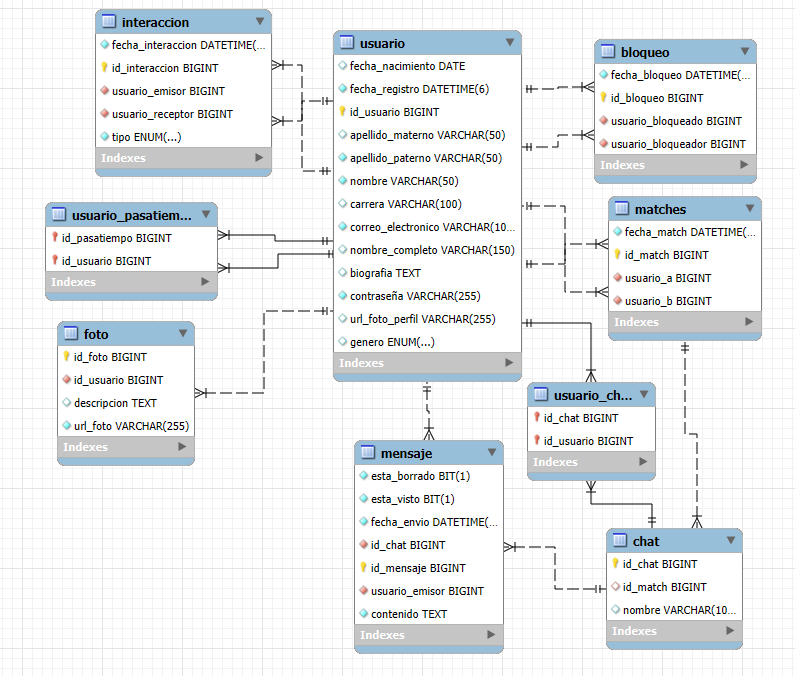 interaccion
fecha_interaccion DATETIME(...
id_interaccion BIGINT
usuario_emisor BIGINT
usuario_receptor BIGINT
tipo ENUM(...)
Indexes
usuario
fecha_nacimiento DATE
fecha_registro DATETIME(6)
id_usuario BIGINT
apellido_materno VARCHAR(50)
apellido_paterno VARCHAR(50)
nombre VARCHAR(50)
carrera VARCHAR(100)
correo_electronico VARCHAR(10...
nombre_completo VARCHAR(150)
biografia TEXT
contraseña VARCHAR(255)
url_foto_perfil VARCHAR(255)
genero ENUM(...)
Indexes
bloqueo
fecha_bloqueo DATETIME(...
id_bloqueo BIGINT
usuario_bloqueado BIGINT
usuario_bloqueador BIGINT
Indexes
usuario_pasatiem...
id_pasatiempo BIGINT
id_usuario BIGINT
Indexes
matches
fecha_match DATETIME(...
id_match BIGINT
usuario_a BIGINT
usuario_b BIGINT
Indexes
foto
id_foto BIGINT
id_usuario BIGINT
descripcion TEXT
url_foto VARCHAR(255)
Indexes
usuario_ch...
id_chat BIGINT
id_usuario BIGINT
Indexes
mensaje
esta_borrado BIT(1)
esta_visto BIT(1)
fecha_envio DATETIME(...
id_chat BIGINT
id_mensaje BIGINT
usuario_emisor BIGINT
contenido TEXT
Indexes
chat
id_chat BIGINT
id_match BIGINT
nombre VARCHAR(10...
Indexes